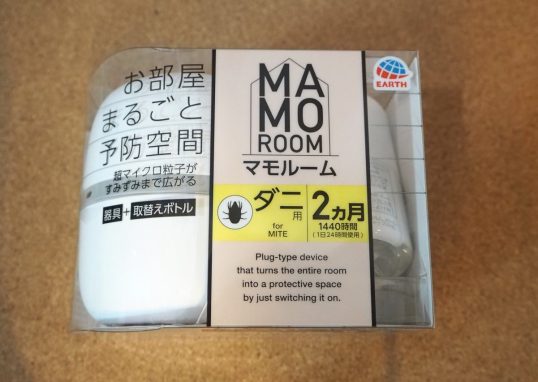 お部屋
まるごと
予防空間
超マイクロ粒子が
すみずみまで広がる
器具+取替えボトル
MA
MO
ROOM
マモルーム
ダニ用
for
MITE
2ヵ月
1440時間
(1日24時間使用)
Plug-type device
that turns the entire room
into a protective space
by just switching it on.
EARTH